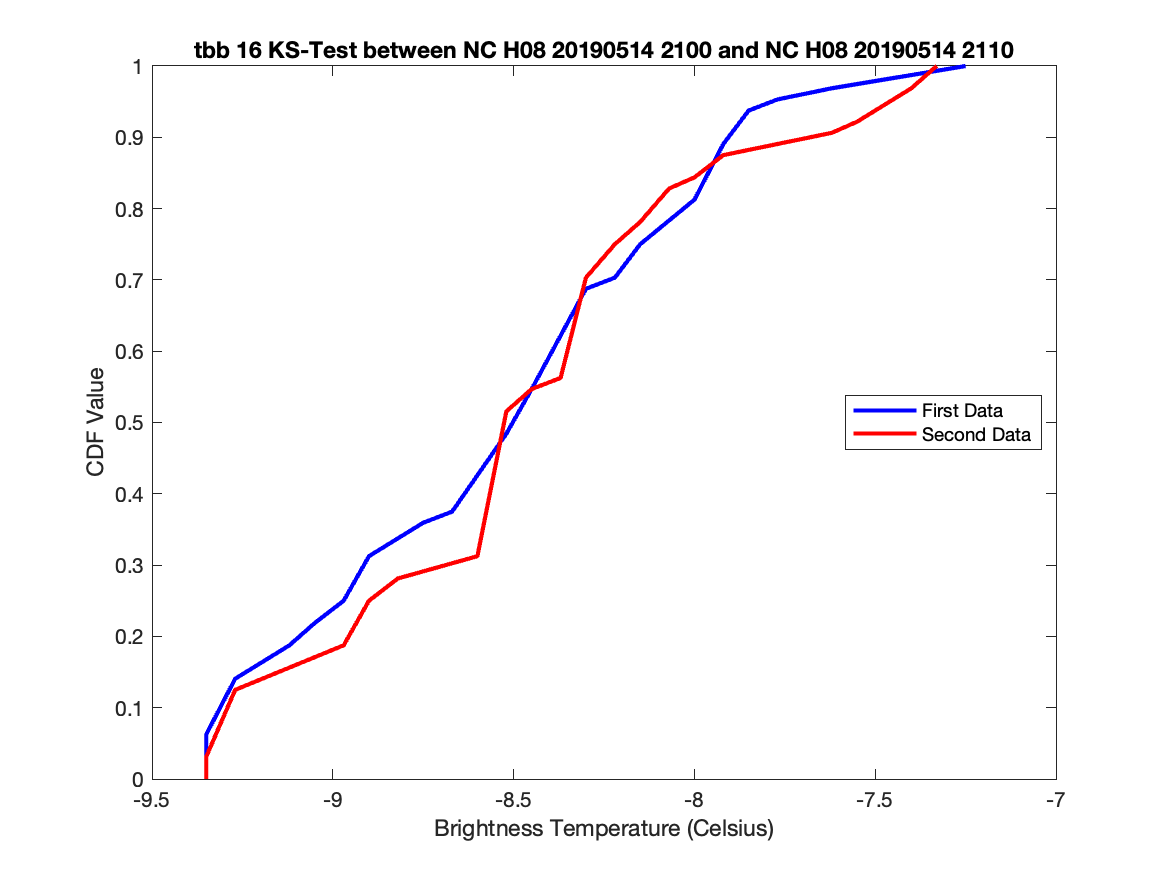 tbb 16 KS-Test between NC H08 20190514 2100 and NC H08 20190514 2110
1
0.9
0.8
0.7
0.6
0.5
0.4
0.3
0.2
0.1
0
CDF Value
First Data
Second Data
-9.5 -9 -8.5 -8 -7.5 -7
Brightness Temperature (Celsius)